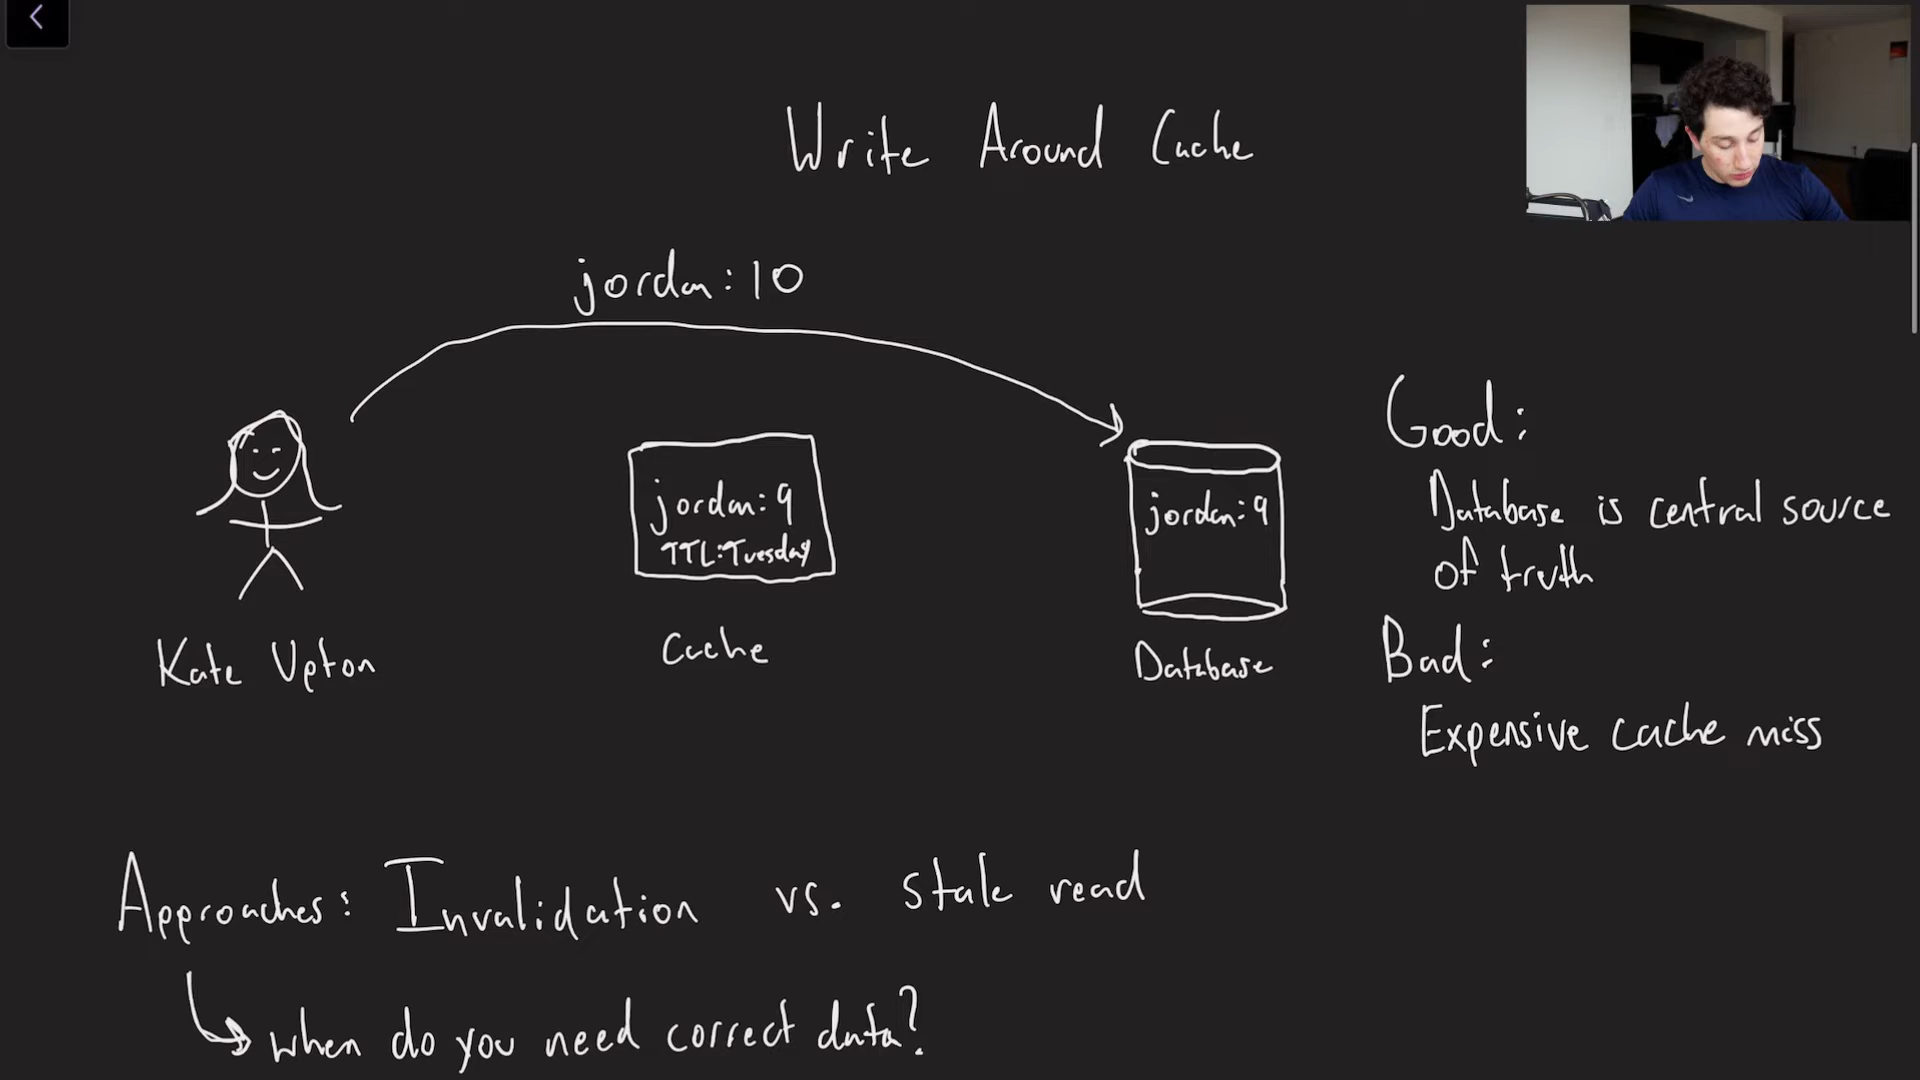 Write Around Cache
jordan:10
jordan:9
TTL:Tuesday
jordan:9
Kate Upton
Cache
Database
Good:
Database is central source
of truth
Bad:
Expensive cache miss
Approaches: Invalidation vs. stale read
when do you need correct data?